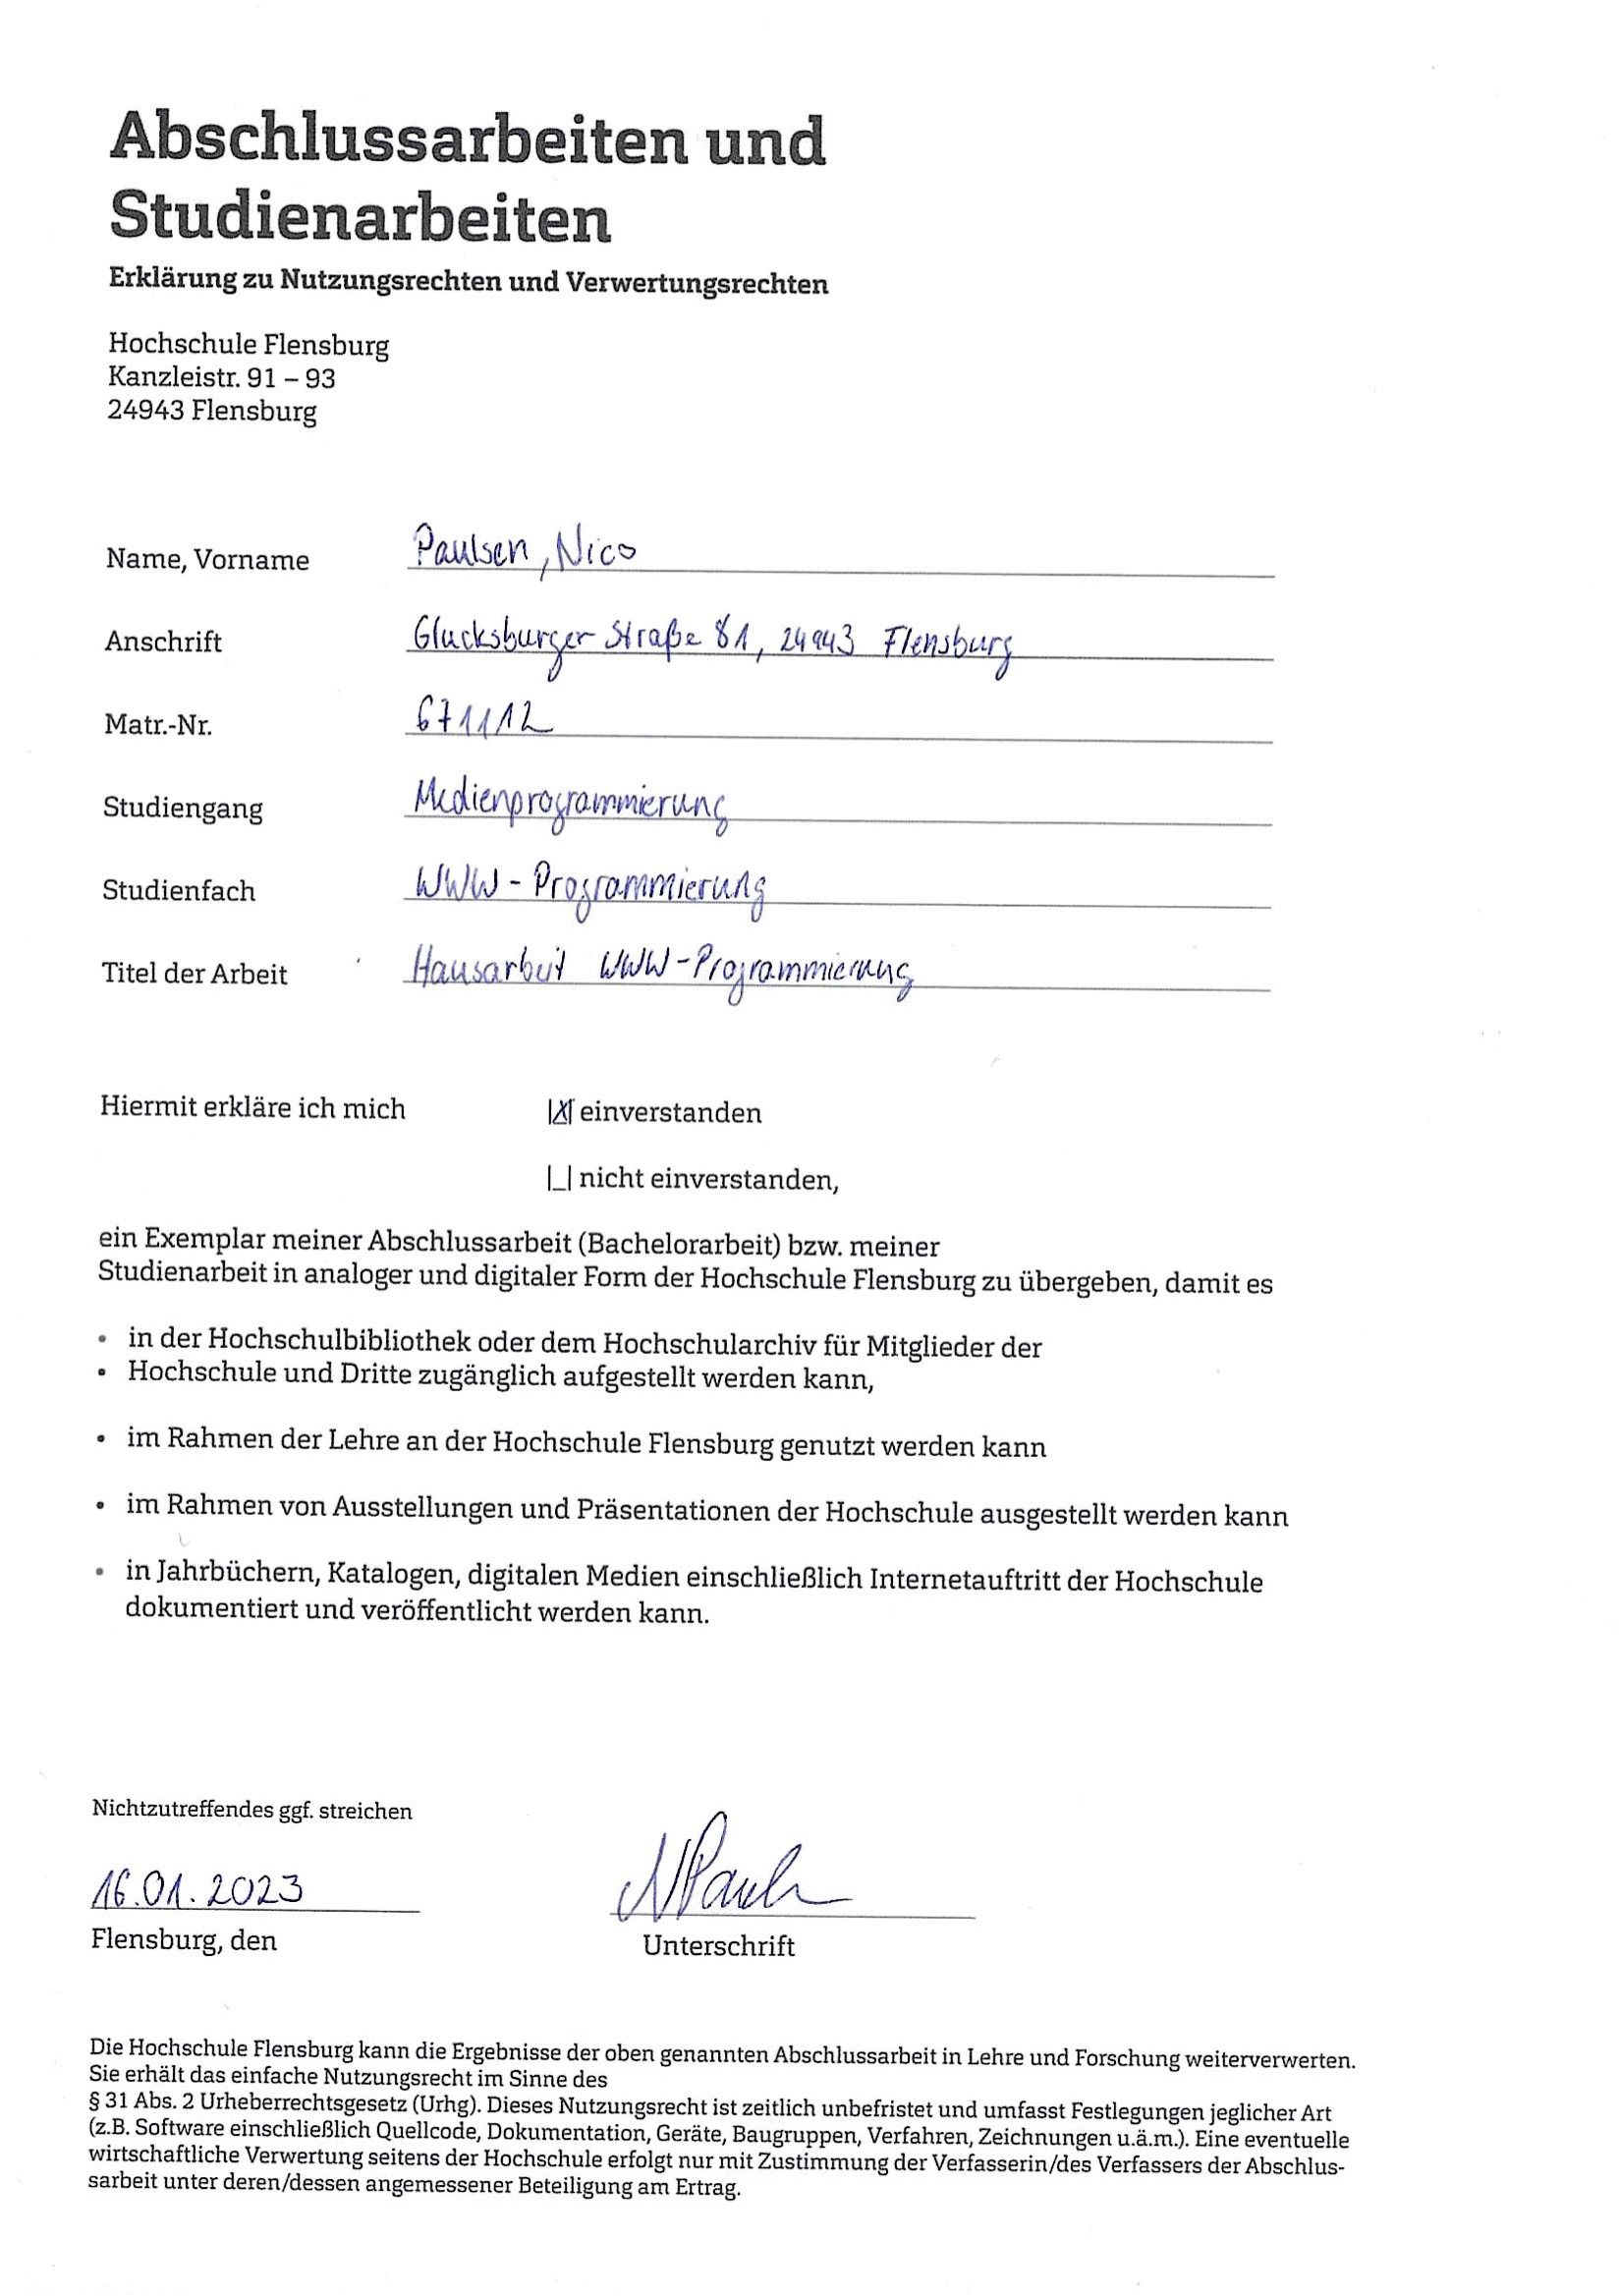 Abschlussarbeiten und
Studienarbeiten
Erklärung zu Nutzungsrechten und Verwertungsrechten
Hochschule Flensburg
Kanzleistr. 91 – 93
24943 Flensburg
Name, Vorname Paulsen, Nico
Anschrift Glucksburger Straße 81, 24943 Flensburg
Matr.-Nr. 671112
Studiengang Medienprogrammierung
Studienfach WWW - Programmierung
Titel der Arbeit Hausarbeit WWW-Programmierung
Hiermit erkläre ich mich |X| einverstanden
|_| nicht einverstanden,
ein Exemplar meiner Abschlussarbeit (Bachelorarbeit) bzw. meiner
Studienarbeit in analoger und digitaler Form der Hochschule Flensburg zu übergeben, damit es
• in der Hochschulbibliothek oder dem Hochschularchiv für Mitglieder der
• Hochschule und Dritte zugänglich aufgestellt werden kann,
• im Rahmen der Lehre an der Hochschule Flensburg genutzt werden kann
• im Rahmen von Ausstellungen und Präsentationen der Hochschule ausgestellt werden kann
• in Jahrbüchern, Katalogen, digitalen Medien einschließlich Internetauftritt der Hochschule
dokumentiert und veröffentlicht werden kann.
Nichtzutreffendes ggf. streichen
16.01.2023
Flensburg, den Unterschrift
Die Hochschule Flensburg kann die Ergebnisse der oben genannten Abschlussarbeit in Lehre und Forschung weiterverwerten.
Sie erhält das einfache Nutzungsrecht im Sinne des
§ 31 Abs. 2 Urheberrechtsgesetz (Urhg). Dieses Nutzungsrecht ist zeitlich unbefristet und umfasst Festlegungen jeglicher Art
(z.B. Software einschließlich Quellcode, Dokumentation, Geräte, Baugruppen, Verfahren, Zeichnungen u.ä.m.). Eine eventuelle
wirtschaftliche Verwertung seitens der Hochschule erfolgt nur mit Zustimmung der Verfasserin/des Verfassers der Abschlus-
sarbeit unter deren/dessen angemessener Beteiligung am Ertrag.